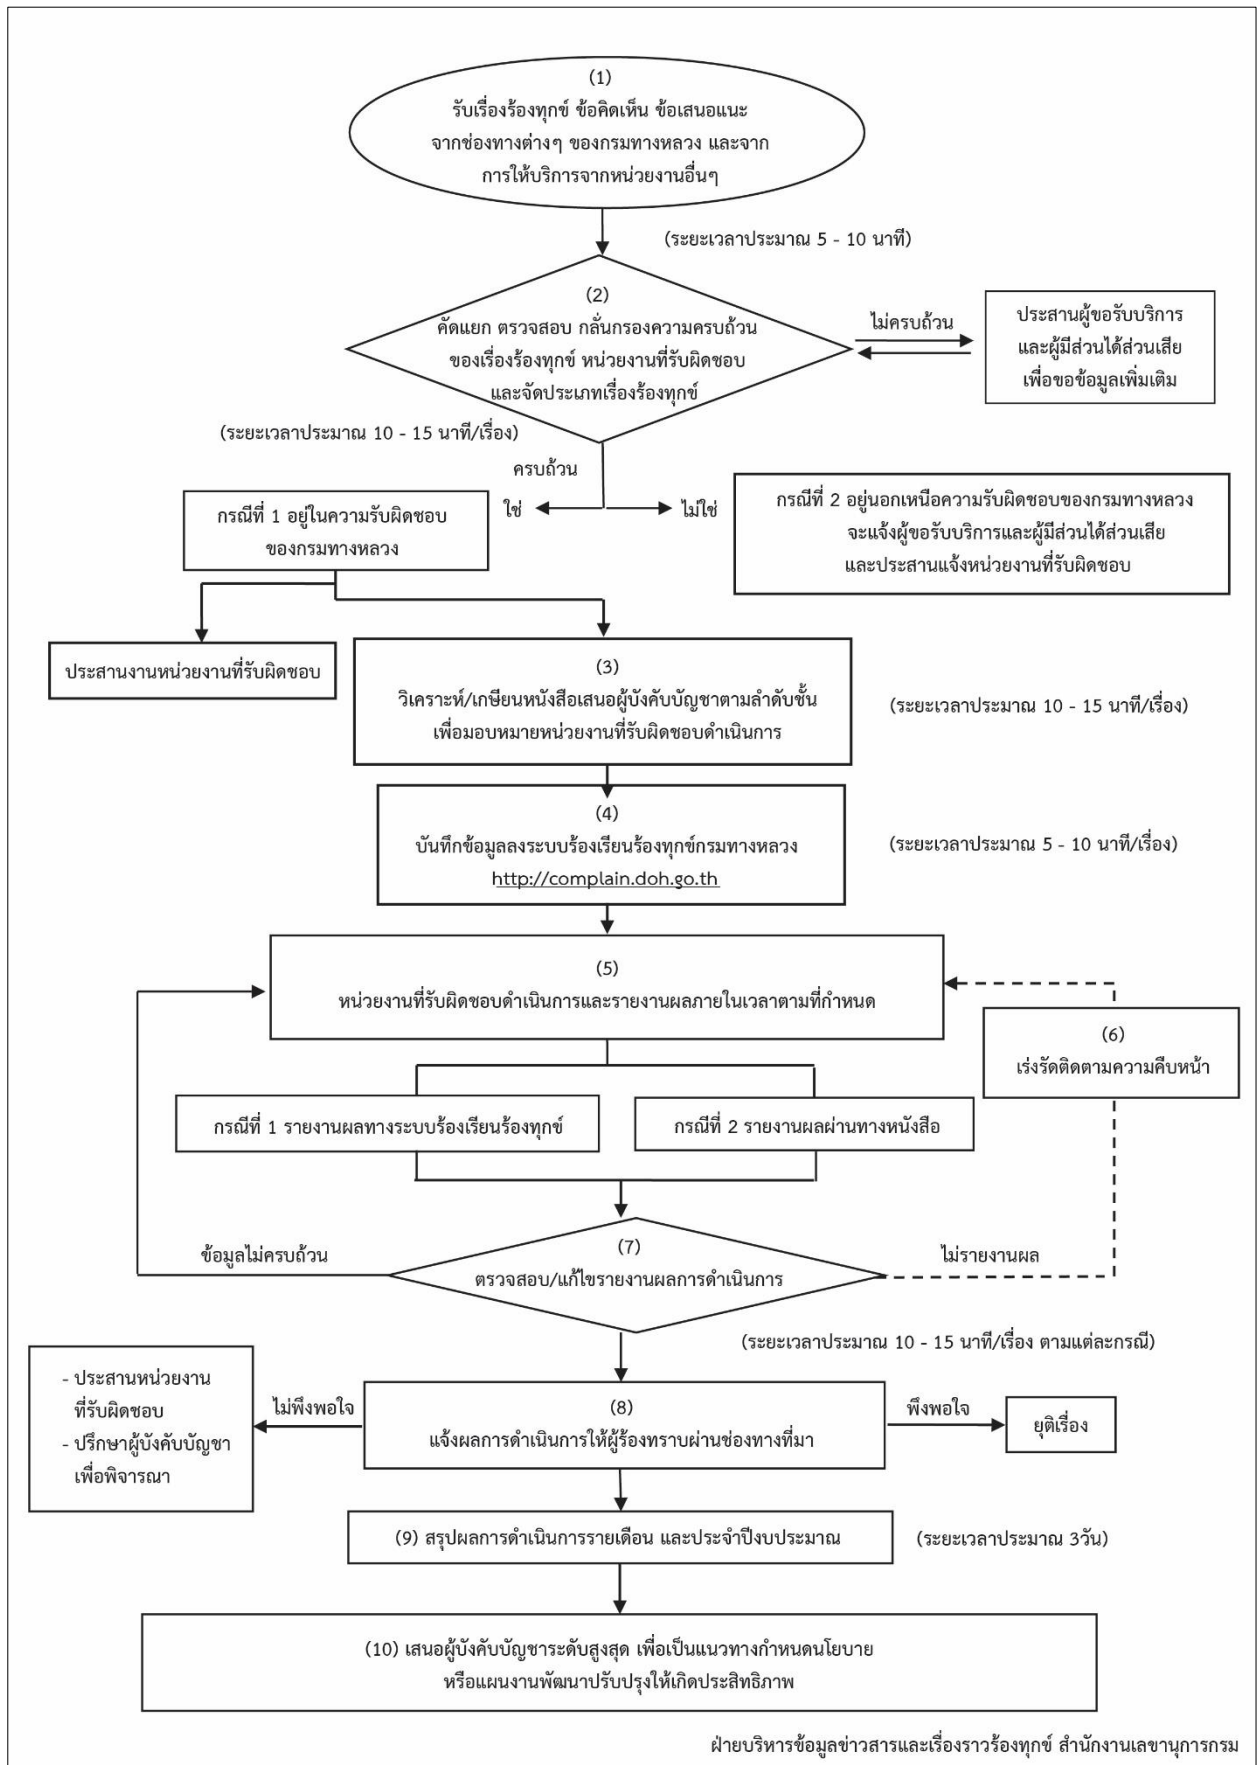 (1)
รับเรื่องร้องทุกข์ ข้อคิดเห็น ข้อเสนอแนะ
จากช่องทางต่างๆ ของกรมทางหลวง และจาก
การให้บริการจากหน่วยงานอื่นๆ
(ระยะเวลาประมาณ 5 - 10 นาที)
(2)
คัดแยก ตรวจสอบ กลั่นกรองความครบถ้วน
ของเรื่องร้องทุกข์ หน่วยงานที่รับผิดชอบ
และจัดประเภทเรื่องร้องทุกข์
ไม่ครบถ้วน
ประสานผู้ขอรับบริการ
และผู้มีส่วนได้ส่วนเสีย
เพื่อขอข้อมูลเพิ่มเติม
(ระยะเวลาประมาณ 10 - 15 นาที/เรื่อง)
ครบถ้วน
ใช่
ไม่ใช่
กรณีที่ 1 อยู่ในความรับผิดชอบ
ของกรมทางหลวง
กรณีที่ 2 อยู่นอกเหนือความรับผิดชอบของกรมทางหลวง
จะแจ้งผู้ขอรับบริการและผู้มีส่วนได้ส่วนเสีย
และประสานแจ้งหน่วยงานที่รับผิดชอบ
ประสานงานหน่วยงานที่รับผิดชอบ
(3)
วิเคราะห์/เกษียนหนังสือเสนอผู้บังคับบัญชาตามลำดับชั้น
เพื่อมอบหมายหน่วยงานที่รับผิดชอบดำเนินการ
(ระยะเวลาประมาณ 10 - 15 นาที/เรื่อง)
(4)
บันทึกข้อมูลลงระบบร้องเรียนร้องทุกข์กรมทางหลวง
http://complain.doh.go.th
(ระยะเวลาประมาณ 5 - 10 นาที/เรื่อง)
(5)
หน่วยงานที่รับผิดชอบดำเนินการและรายงานผลภายในเวลาตามที่กำหนด
(6)
เร่งรัดติดตามความคืบหน้า
กรณีที่ 1 รายงานผลทางระบบร้องเรียนร้องทุกข์
กรณีที่ 2 รายงานผลผ่านทางหนังสือ
ข้อมูลไม่ครบถ้วน
(7)
ตรวจสอบ/แก้ไขรายงานผลการดำเนินการ
ไม่รายงานผล
(ระยะเวลาประมาณ 10 - 15 นาที/เรื่อง ตามแต่ละกรณี)
- ประสานหน่วยงาน
ที่รับผิดชอบ
- ปรึกษาผู้บังคับบัญชา
เพื่อพิจารณา
ไม่พึงพอใจ
(8)
แจ้งผลการดำเนินการให้ผู้ร้องทราบผ่านช่องทางที่มา
พึงพอใจ
ยุติเรื่อง
(9) สรุปผลการดำเนินการรายเดือน และประจำปีงบประมาณ
(ระยะเวลาประมาณ 3วัน)
(10) เสนอผู้บังคับบัญชาระดับสูงสุด เพื่อเป็นแนวทางกำหนดนโยบาย
หรือแผนงานพัฒนาปรับปรุงให้เกิดประสิทธิภาพ
ฝ่ายบริหารข้อมูลข่าวสารและเรื่องราวร้องทุกข์ สำนักงานเลขานุการกรม